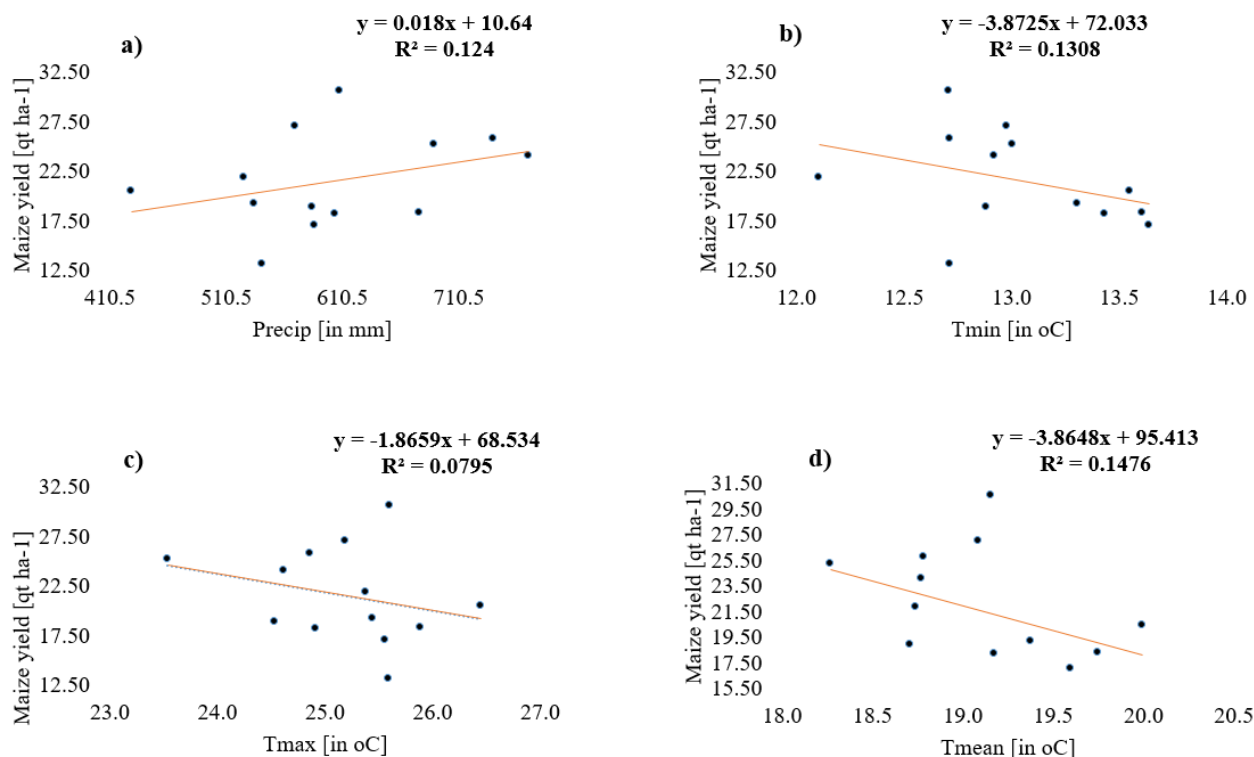 a)
y = 0.018x + 10.64
R² = 0.124
Maize yield [qt ha-1]
32.50
27.50
22.50
17.50
12.50
410.5 510.5 610.5 710.5
Precip [in mm]
b)
y = -3.8725x + 72.033
R² = 0.1308
Maize yield [qt ha-1]
32.50
27.50
22.50
17.50
12.50
12.0 12.5 13.0 13.5 14.0
Tmin [in oC]
c)
y = -1.8659x + 68.534
R² = 0.0795
Maize yield [qt ha-1]
32.50
27.50
22.50
17.50
12.50
23.0 24.0 25.0 26.0 27.0
Tmax [in oC]
d)
y = -3.8648x + 95.413
R² = 0.1476
Maize yield [qt ha-1]
31.50
29.50
27.50
25.50
23.50
21.50
19.50
17.50
15.50
18.0 18.5 19.0 19.5 20.0 20.5
Tmean [in oC]